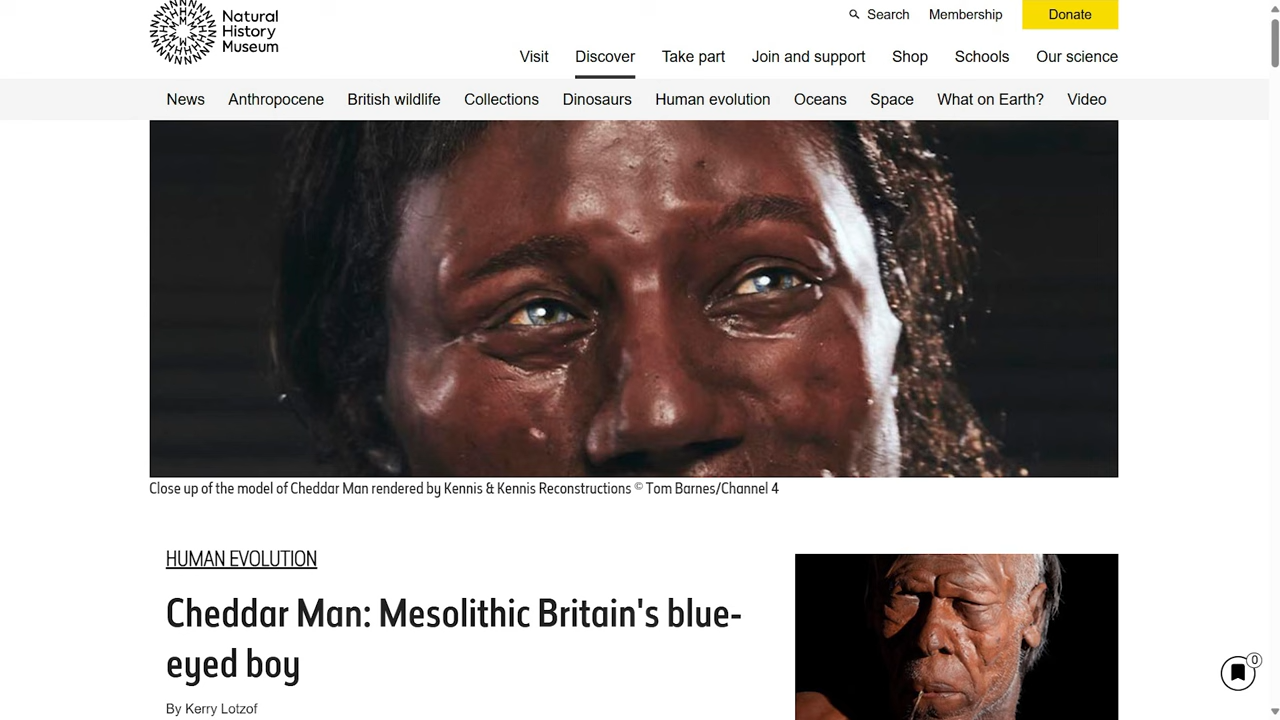 Natural
History
Museum
Search Membership Donate
Visit Discover Take part Join and support Shop Schools Our science
News Anthropocene British wildlife Collections Dinosaurs Human evolution Oceans Space What on Earth? Video
Close up of the model of Cheddar Man rendered by Kennis & Kennis Reconstructions © Tom Barnes/Channel 4
HUMAN EVOLUTION
Cheddar Man: Mesolithic Britain's blue-
eyed boy
By Kerry Lotzof
0